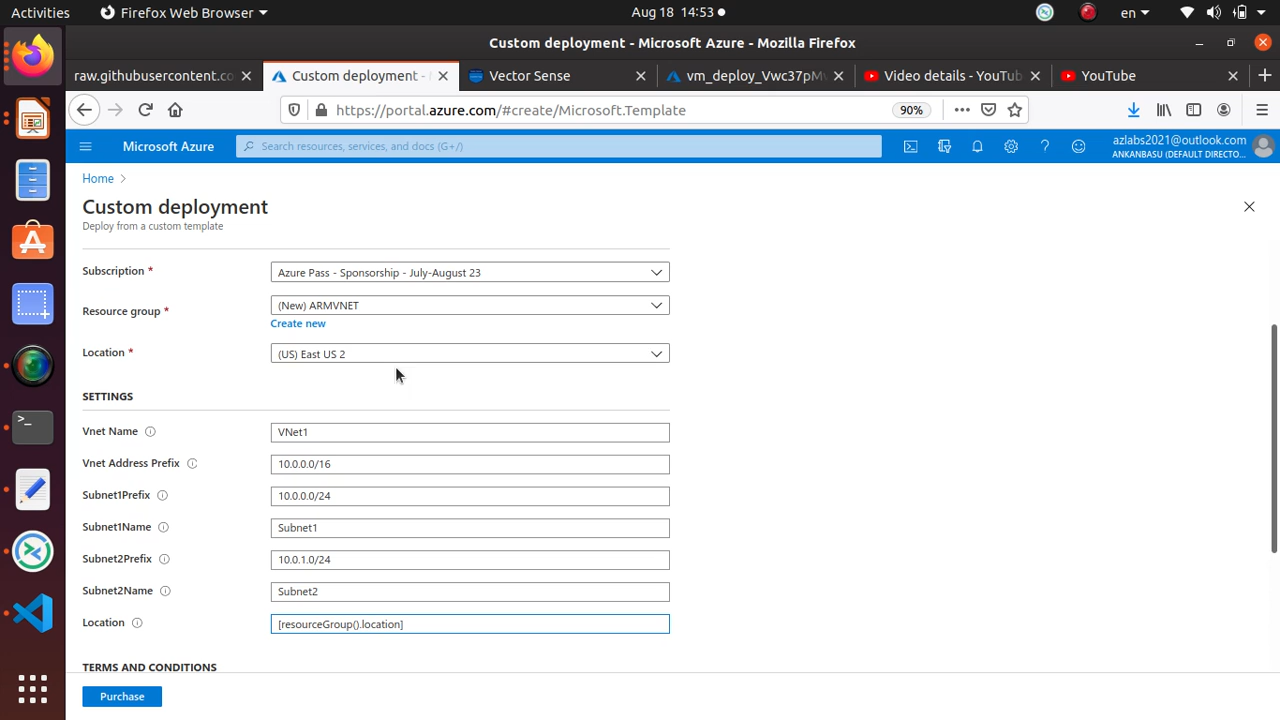 Activities Firefox Web Browser Aug 18 14:53 en
Custom deployment - Microsoft Azure - Mozilla Firefox
raw.githubusercontent.co Custom deployment - Vector Sense vm_deploy_Vwc37pM Video details - YouTub YouTube
https://portal.azure.com/#create/Microsoft.Template 90%
Microsoft Azure Search resources, services, and docs (G+/) azlabs2021@outlook.com
ANKANBASU (DEFAULT DIRECTO...
Home
Custom deployment
Deploy from a custom template
Subscription * Azure Pass - Sponsorship - July-August 23
Resource group * (New) ARMVNET
Create new
Location * (US) East US 2
SETTINGS
Vnet Name VNet1
Vnet Address Prefix 10.0.0.0/16
Subnet1Prefix 10.0.0.0/24
Subnet1Name Subnet1
Subnet2Prefix 10.0.1.0/24
Subnet2Name Subnet2
Location [resourceGroup().location]
TERMS AND CONDITIONS
Purchase